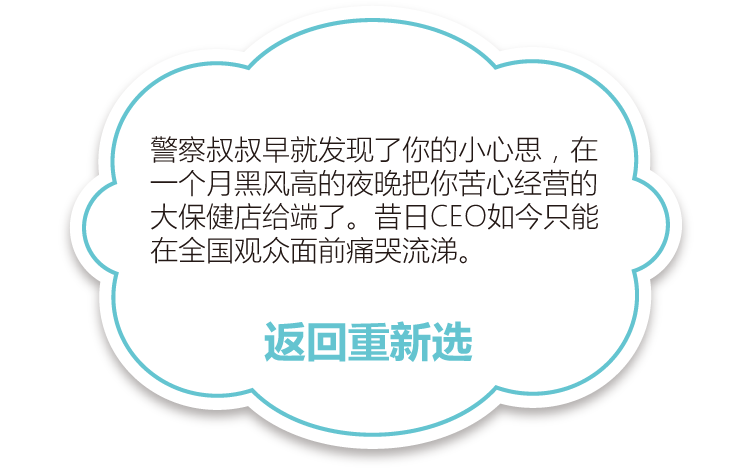 警察叔叔早就发现了你的小心思，在
一个月黑风高的夜晚把你苦心经营的
大保健店给端了。昔日CEO如今只能
在全国观众面前痛哭流涕。
返回重新选